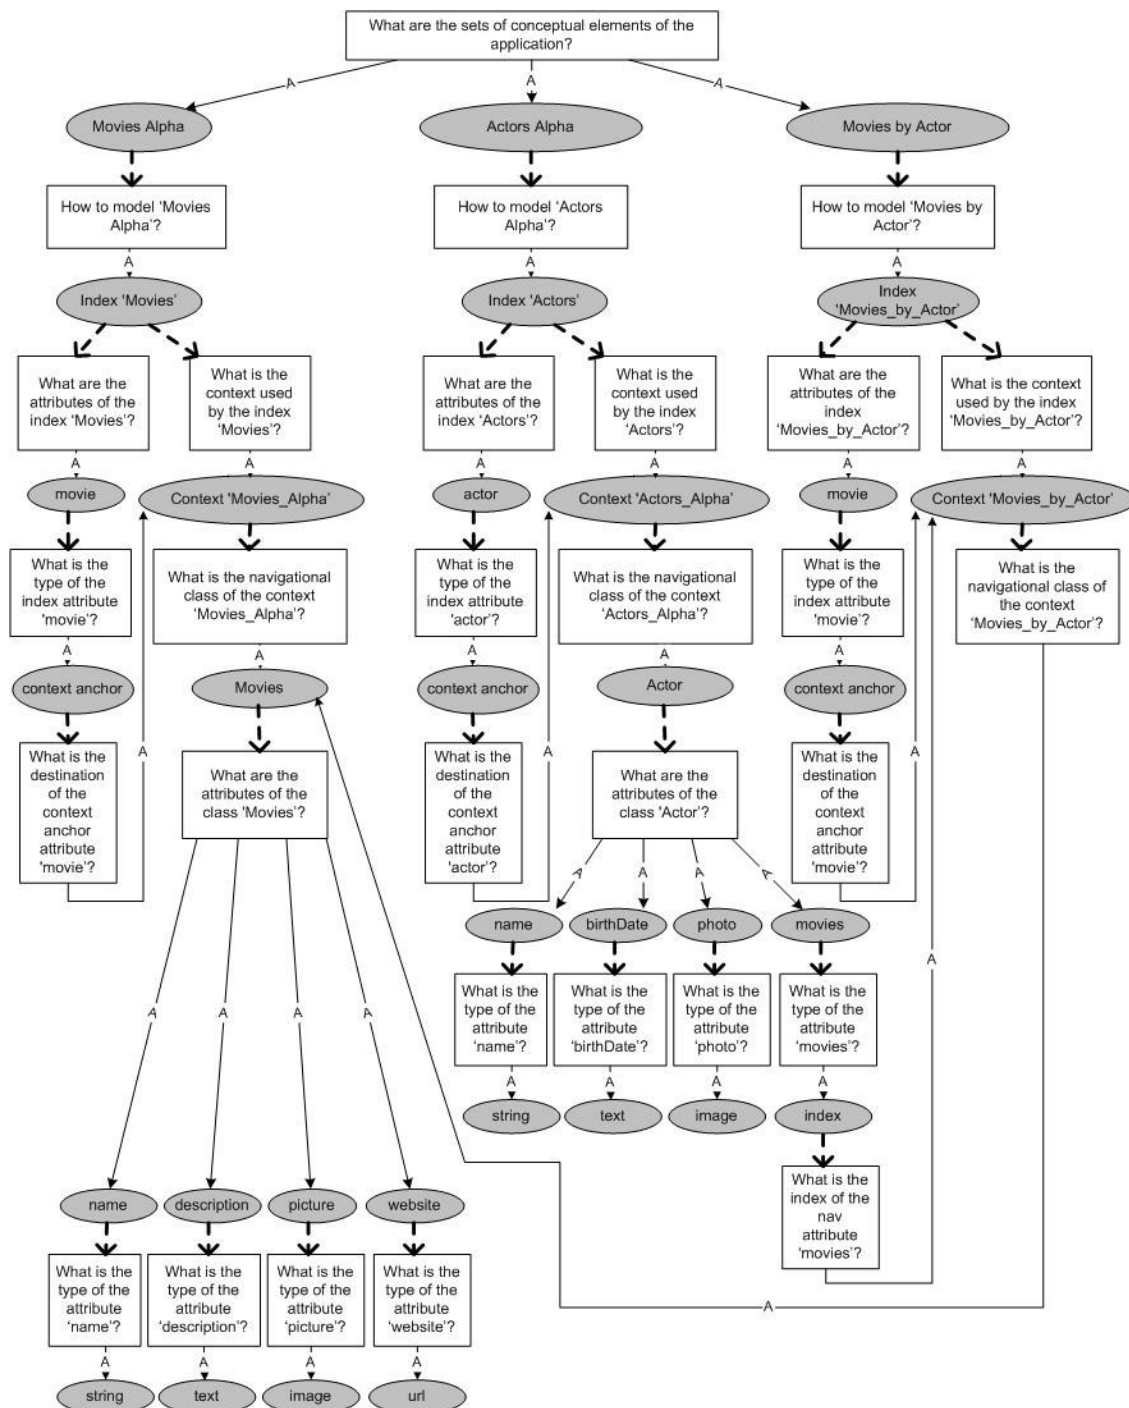 What are the sets of conceptual elements of the
application?
A
A
A
Movies Alpha
Actors Alpha
Movies by Actor
How to model ‘Movies
Alpha’?
How to model ‘Actors
Alpha’?
How to model ‘Movies by
Actor’?
A
A
A
Index ‘Movies’
Index ‘Actors’
Index
‘Movies_by_Actor’
What are the
attributes of the
index ‘Movies’?
What is the
context used
by the index
‘Movies’?
What are the
attributes of the
index ‘Actors’?
What is the
context used
by the index
‘Actors’?
What are the
attributes of the
index
‘Movies_by_Actor’?
What is the context
used by the index
‘Movies_by_Actor’?
A
A
A
A
A
A
movie
Context ‘Movies_Alpha’
actor
Context ‘Actors_Alpha’
movie
Context ‘Movies_by_Actor’
What is the
type of the
index attribute
'movie'?
What is the navigational
class of the context
‘Movies_Alpha’?
What is the
type of the
index attribute
'actor'?
What is the navigational
class of the context
‘Actors_Alpha’?
What is the
type of the
index attribute
'movie'?
What is the
navigational class of
the context
‘Movies_by_Actor’?
A
A
A
A
A
context anchor
Movies
context anchor
Actor
context anchor
What is the
destination
of the
context
anchor
attribute
'movie'?
A
What are the
attributes of the
class ‘Movies’?
What is the
destination
of the
context
anchor
attribute
'actor'?
A
What are the
attributes of the
class 'Actor'?
What is the
destination
of the
context
anchor
attribute
'movie'?
A
A
A
A
A
name
birthDate
photo
movies
A
What is the
type of the
attribute
‘name’?
What is the
type of the
attribute
‘birthDate’?
What is the
type of the
attribute
‘photo’?
What is the
type of the
attribute
‘movies’?
A
A
A
A
A
A
A
A
string
text
image
index
What is the
index of the
nav
attribute
'movies’?
name
description
picture
website
What is the
type of the
attribute
‘name’?
What is the
type of the
attribute
‘description’?
What is the
type of the
attribute
‘picture’?
What is the
type of the
attribute
‘website’?
A
A
A
A
A
string
text
image
url